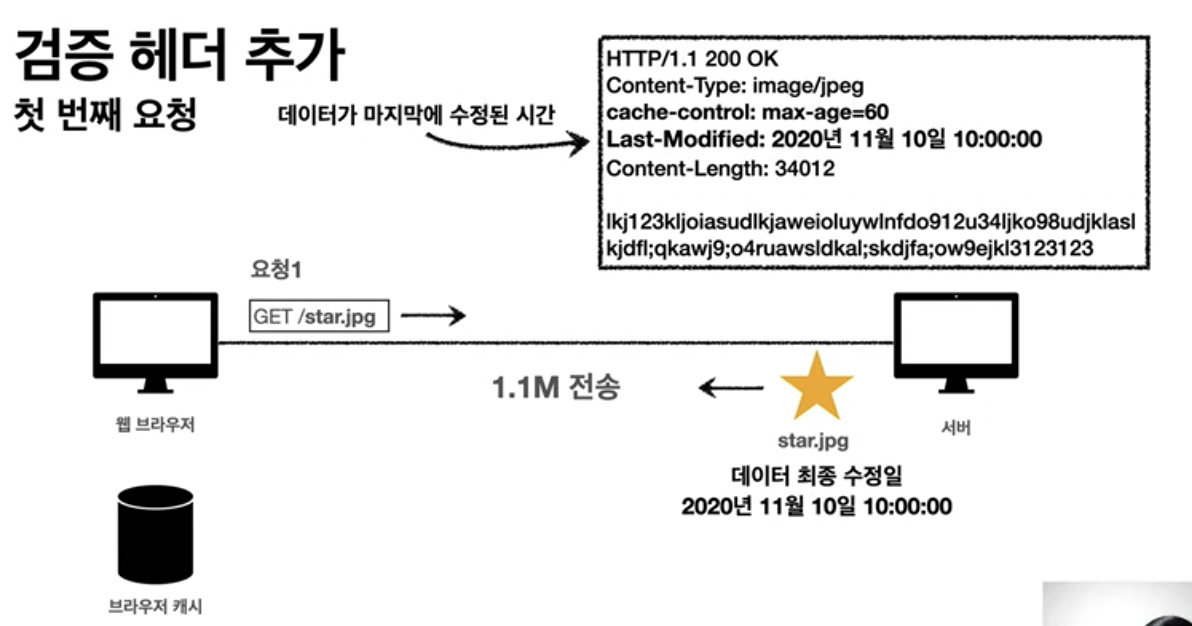 검증 헤더 추가
첫 번째 요청
데이터가 마지막에 수정된 시간
HTTP/1.1 200 OK
Content-Type: image/jpeg
cache-control: max-age=60
Last-Modified: 2020년 11월 10일 10:00:00
Content-Length: 34012
lkj123kljoiasudlkjaweioluywlnfdo912u34ljko98udjklasl
kjdfl;qkawj9;o4ruawsldkal;skdjfa;ow9ejkl3123123
요청1
GET /star.jpg
1.1M 전송
웹 브라우저
star.jpg
서버
데이터 최종 수정일
2020년 11월 10일 10:00:00
브라우저 캐시